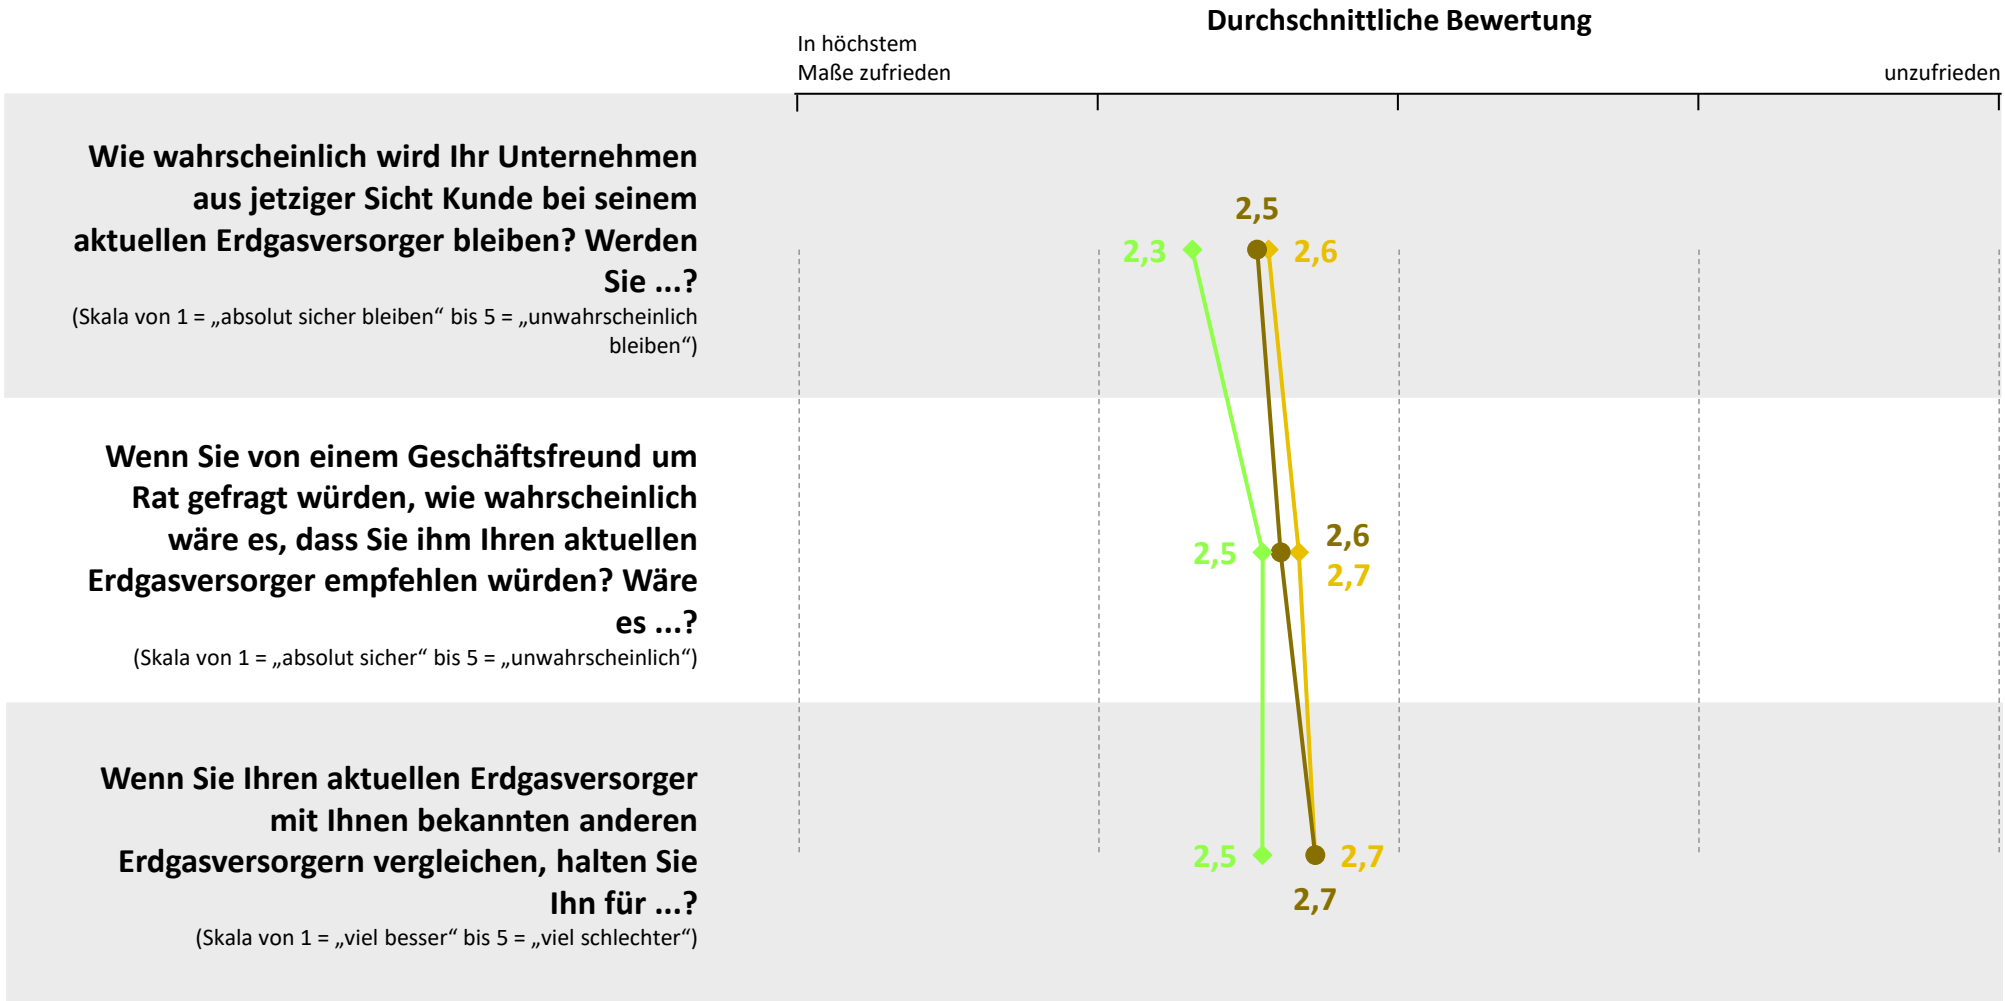 Durchschnittliche Bewertung
In höchstem
Maße zufrieden
unzufrieden
Wie wahrscheinlich wird Ihr Unternehmen
aus jetziger Sicht Kunde bei seinem
aktuellen Erdgasversorger bleiben? Werden
Sie ...?
(Skala von 1 = „absolut sicher bleiben“ bis 5 = „unwahrscheinlich
bleiben“)
2,5
2,3
2,6
Wenn Sie von einem Geschäftsfreund um
Rat gefragt würden, wie wahrscheinlich
wäre es, dass Sie ihm Ihren aktuellen
Erdgasversorger empfehlen würden? Wäre
es ...?
(Skala von 1 = „absolut sicher“ bis 5 = „unwahrscheinlich“)
2,6
2,5
2,7
Wenn Sie Ihren aktuellen Erdgasversorger
mit Ihnen bekannten anderen
Erdgasversorgern vergleichen, halten Sie
Ihn für ...?
(Skala von 1 = „viel besser“ bis 5 = „viel schlechter“)
2,5
2,7
2,7